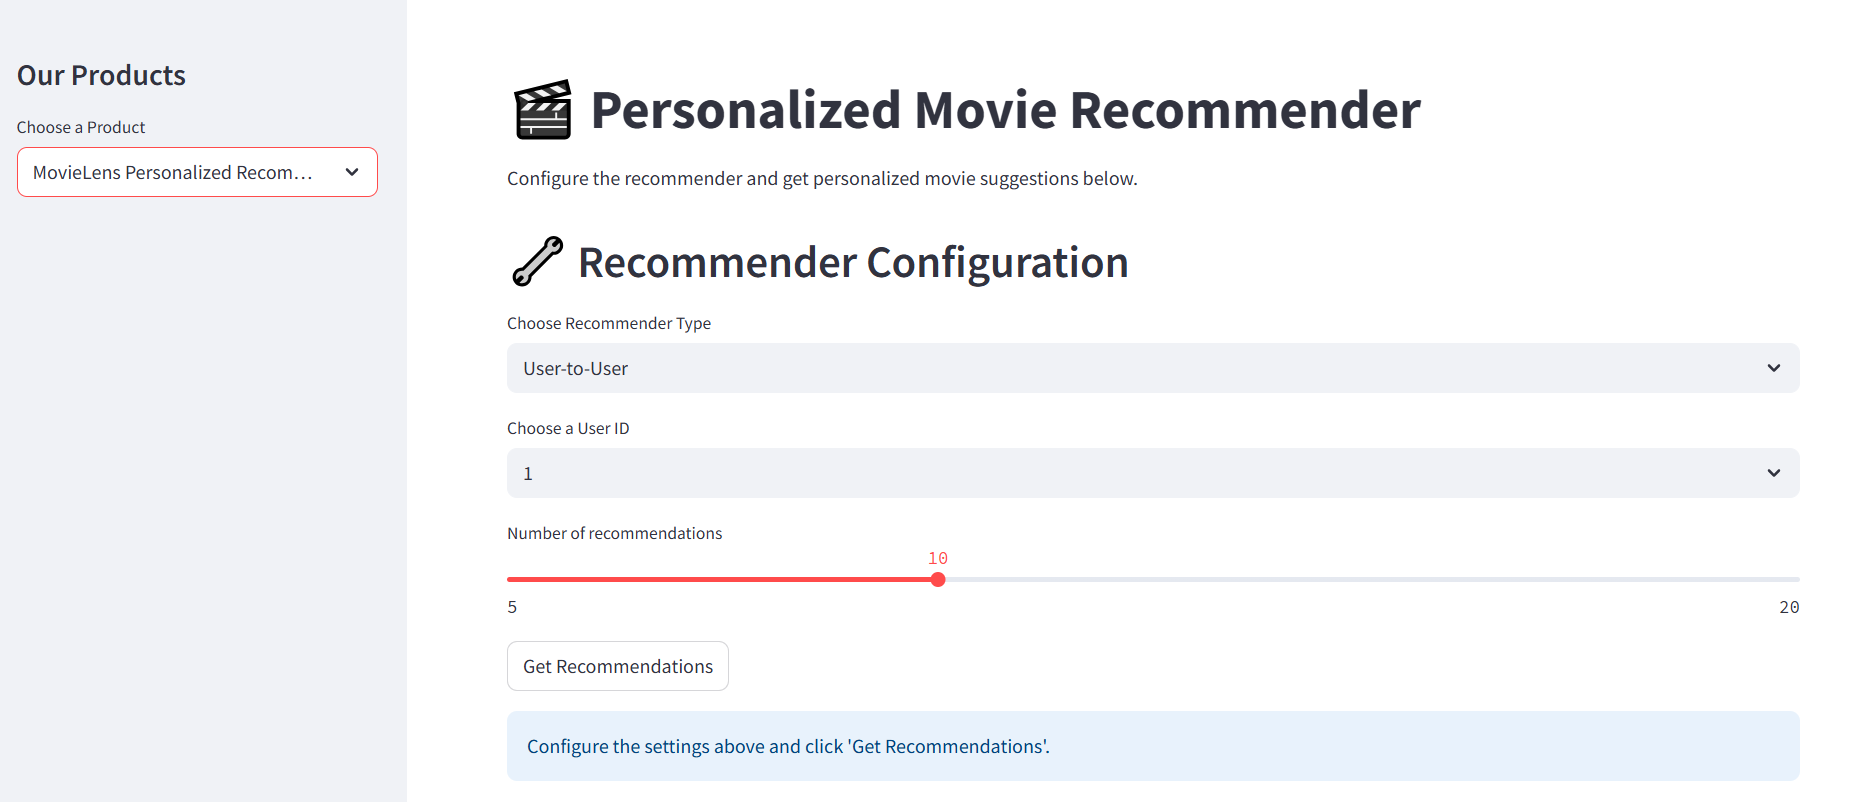 Our Products
Choose a Product
MovieLens Personalized Recom...
Personalized Movie Recommender
Configure the recommender and get personalized movie suggestions below.
Recommender Configuration
Choose Recommender Type
User-to-User
Choose a User ID
1
Number of recommendations
10
5
20
Get Recommendations
Configure the settings above and click 'Get Recommendations'.